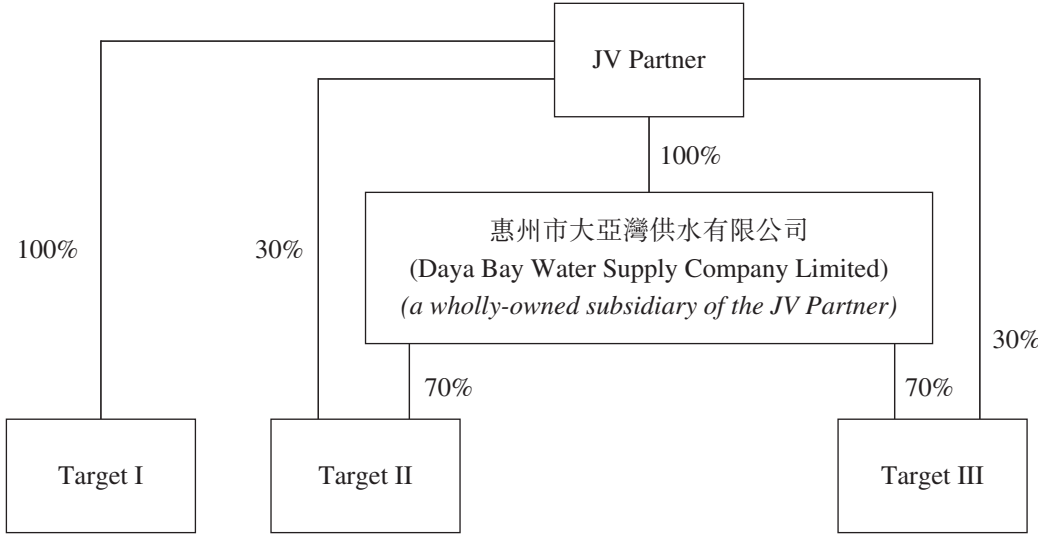 JV Partner
100%
惠州市大亞灣供水有限公司
(Daya Bay Water Supply Company Limited)
(a wholly-owned subsidiary of the JV Partner)
100%
30%
30%
70%
70%
Target I
Target II
Target III